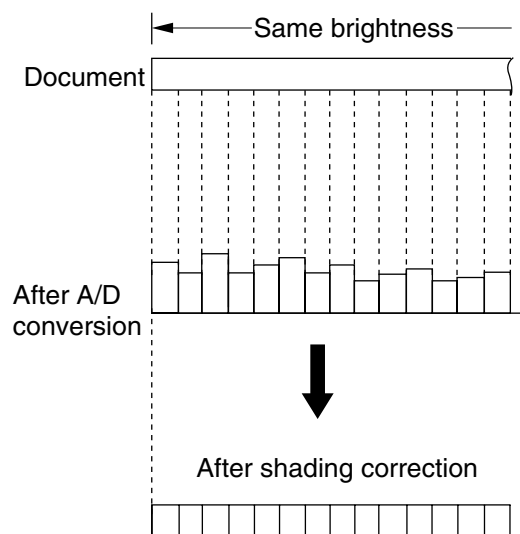 Same brightness
Document
After A/D
conversion
After shading correction